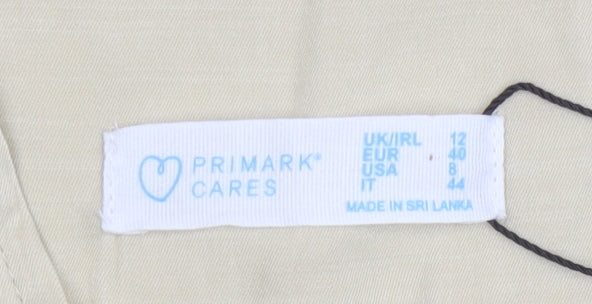 PRIMARK®
CARES
UK/IRL 12
EUR 40
USA 8
IT 44
MADE IN SRI LANKA